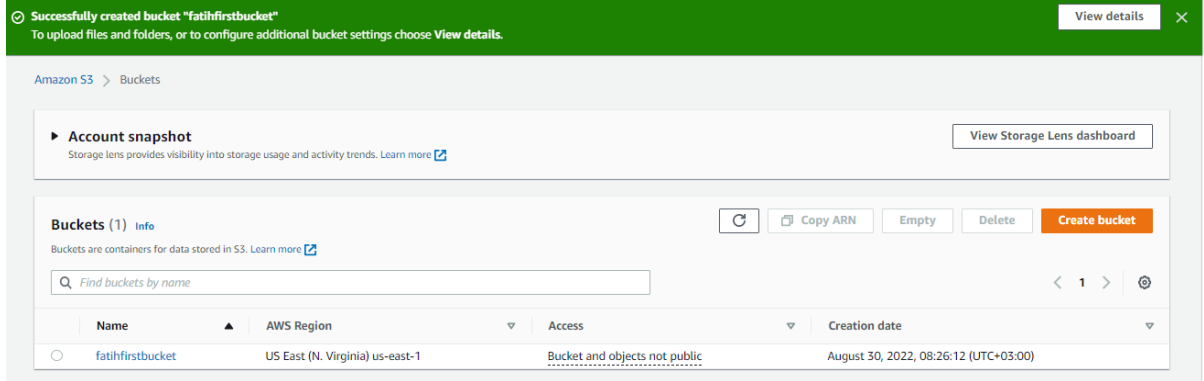 Successfully created bucket "fatihfirstbucket"
View details
To upload files and folders, or to configure additional bucket settings choose View details.
Amazon S3 > Buckets
Account snapshot
View Storage Lens dashboard
Storage lens provides visibility into storage usage and activity trends. Learn more
Buckets (1) Info
Copy ARN Empty Delete Create bucket
Buckets are containers for data stored in S3. Learn more
Find buckets by name
1
Name AWS Region Access Creation date
fatihfirstbucket US East (N. Virginia) us-east-1 Bucket and objects not public August 30, 2022, 08:26:12 (UTC+03:00)